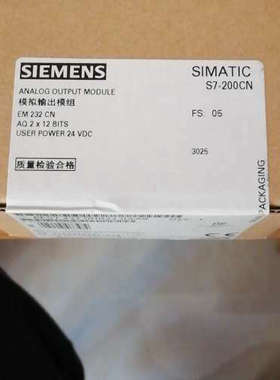 SIEMENS
SIMATIC
S7-200CN
ANALOG OUTPUT MODULE
模拟输出模组
EM 232 CN
FS: 05
AQ 2 x 12 BITS
USER POWER 24 VDC
3025
质量检验合格
PACKAGING